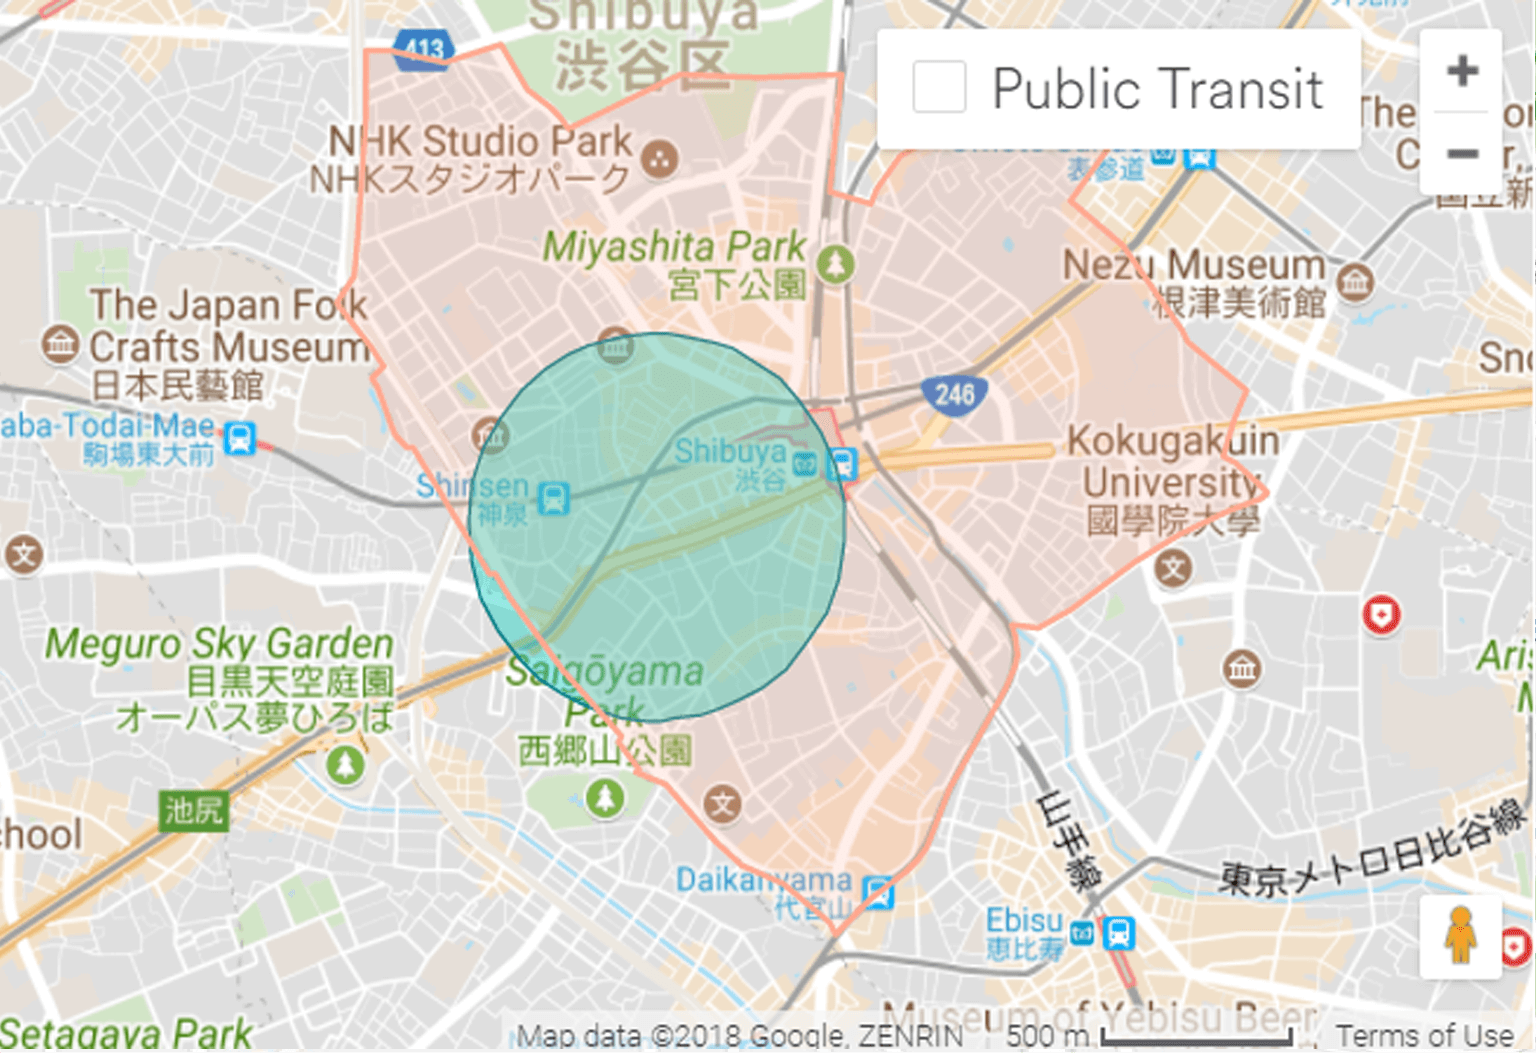 Shibuya
渋谷区
413
Public Transit
+
−
NHK Studio Park
NHKスタジオパーク
表参道
The
Miyashita Park
宮下公園
Nezu Museum
根津美術館
The Japan Folk
Crafts Museum
日本民藝館
246
aba-Todai-Mae
駒場東大前
Shibuya
渋谷
Kokugakuin
University
國學院大學
Shinsen
神泉
文
文
Meguro Sky Garden
目黒天空庭園
オーパス夢ひろば
Saigōyama
Park
西郷山公園
池尻
文
chool
山手線
東京メトロ日比谷線
Daikanyama
代官山
Ebisu
恵比寿
Museum of Yebisu Beer
Setagaya Park
Map data ©2018 Google, ZENRIN
500 m
Terms of Use